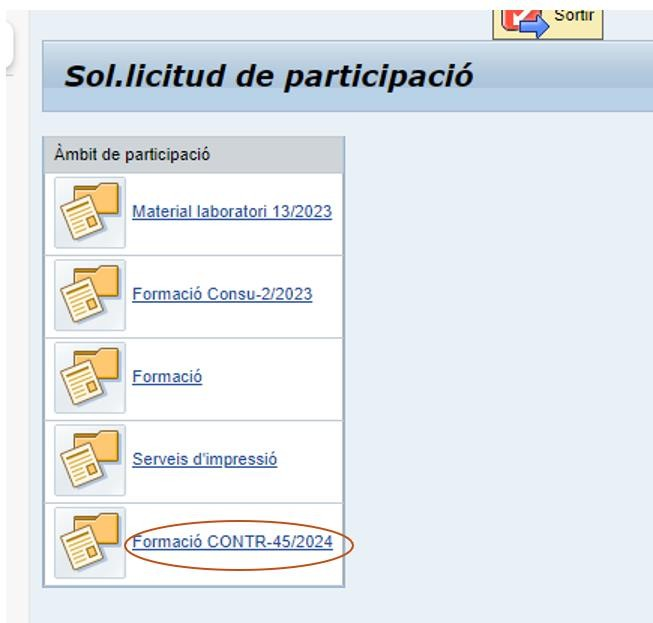 Sortir
Sol.licitud de participació
Àmbit de participació
Material laboratori 13/2023
Formació Consu-2/2023
Formació
Serveis d'impressió
Formació CONTR-45/2024